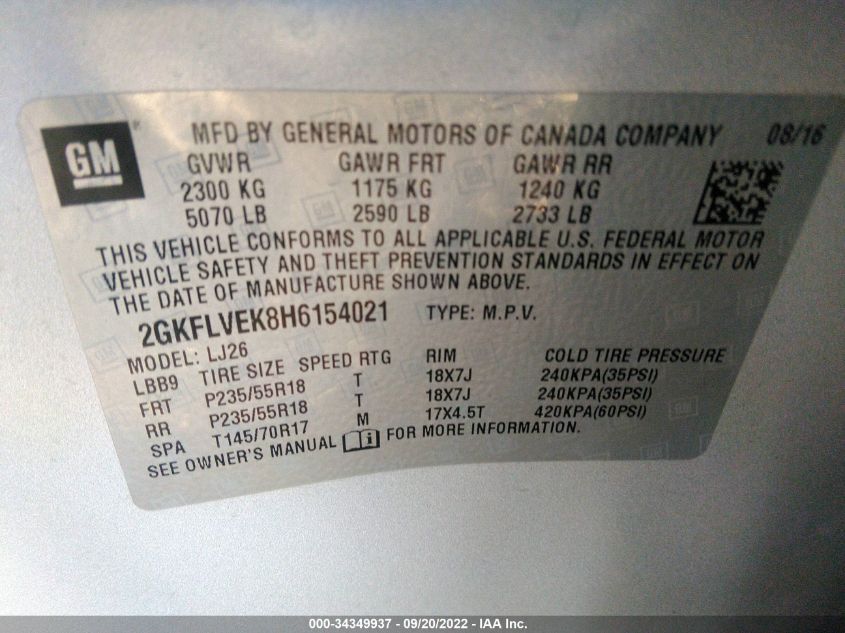 GM MFD BY GENERAL MOTORS OF CANADA COMPANY 08/16
GVWR GAWR FRT GAWR RR
2300 KG 1175 KG 1240 KG
5070 LB 2590 LB 2733 LB
THIS VEHICLE CONFORMS TO ALL APPLICABLE U.S. FEDERAL MOTOR
VEHICLE SAFETY AND THEFT PREVENTION STANDARDS IN EFFECT ON
THE DATE OF MANUFACTURE SHOWN ABOVE.
2GKFLVEK8H6154021 TYPE: M.P.V.
MODEL: LJ26
LBB9 TIRE SIZE SPEED RTG RIM COLD TIRE PRESSURE
FRT P235/55R18 T 18X7J 240KPA(35PSI)
RR P235/55R18 T 18X7J 240KPA(35PSI)
SPA T145/70R17 M 17X4.5T 420KPA(60PSI)
SEE OWNER'S MANUAL FOR MORE INFORMATION.
000-34349937 - 09/20/2022 - IAA Inc.